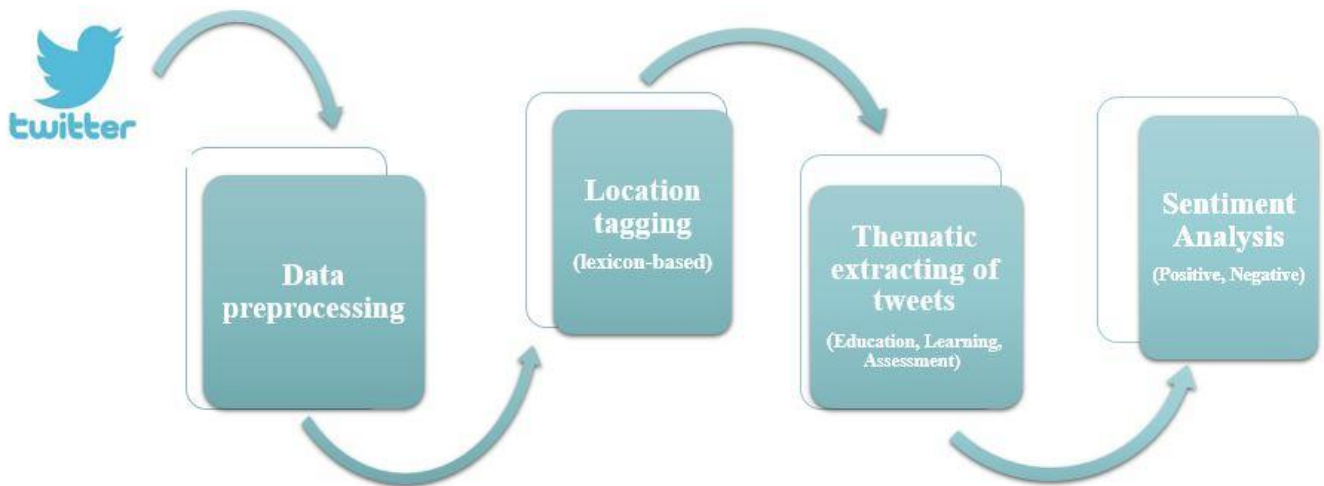 twitter
Data
preprocessing
Location
tagging
(lexicon-based)
Thematic
extracting of
tweets
(Education, Learning,
Assessment)
Sentiment
Analysis
(Positive, Negative)